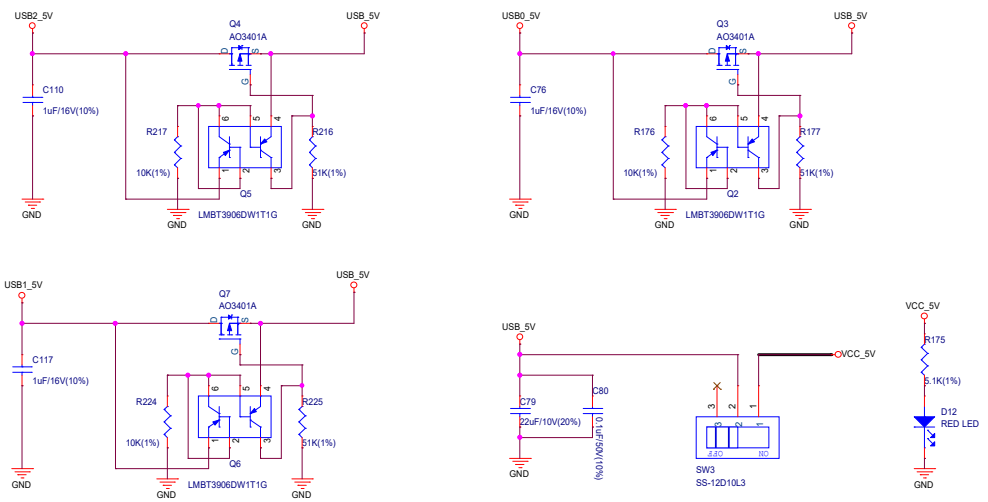 USB2_5V
Q4
AO3401A
USB_5V
D
S
G
C110
1uF/16V(10%)
R217
10K(1%)
6
5
4
1
2
3
R216
51K(1%)
Q5
LMBT3906DW1T1G
GND
GND
GND
USB0_5V
Q3
AO3401A
USB_5V
D
S
G
C76
1uF/16V(10%)
R176
10K(1%)
6
5
4
1
2
3
R177
51K(1%)
Q2
LMBT3906DW1T1G
GND
GND
GND
USB1_5V
Q7
AO3401A
USB_5V
D
S
G
C117
1uF/16V(10%)
R224
10K(1%)
6
5
4
1
2
3
R225
51K(1%)
Q6
LMBT3906DW1T1G
GND
GND
GND
USB_5V
VCC_5V
C79
22uF/10V(20%)
C80
0.1uF/50V(10%)
3
2
1
3
2
1
OFF
ON
SW3
SS-12D10L3
GND
VCC_5V
R175
5.1K(1%)
D12
RED LED
GND